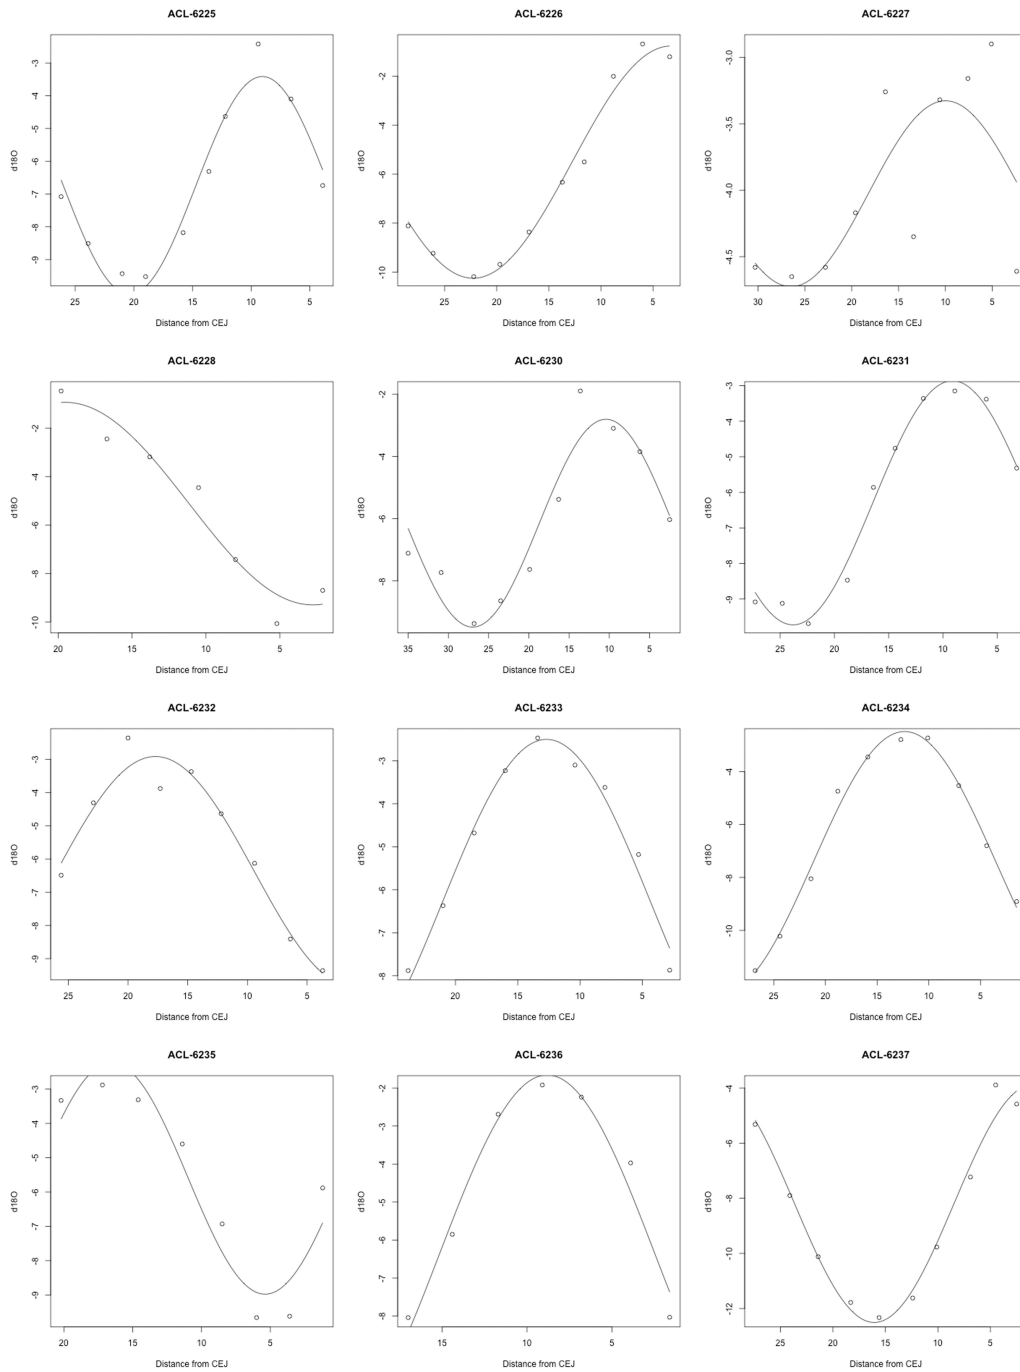 ACL-6225
d18O
-3
-4
-5
-6
-7
-8
-9
25 20 15 10 5
Distance from CEJ
ACL-6226
d18O
-2
-4
-6
-8
-10
25 20 15 10 5
Distance from CEJ
ACL-6227
d18O
-3.0
-3.5
-4.0
-4.5
30 25 20 15 10 5
Distance from CEJ
ACL-6228
d18O
-2
-4
-6
-8
-10
20 15 10 5
Distance from CEJ
ACL-6230
d18O
-2
-4
-6
-8
35 30 25 20 15 10 5
Distance from CEJ
ACL-6231
d18O
-3
-4
-5
-6
-7
-8
-9
25 20 15 10 5
Distance from CEJ
ACL-6232
d18O
-3
-4
-5
-6
-7
-8
-9
25 20 15 10 5
Distance from CEJ
ACL-6233
d18O
-3
-4
-5
-6
-7
-8
20 15 10 5
Distance from CEJ
ACL-6234
d18O
-4
-6
-8
-10
25 20 15 10 5
Distance from CEJ
ACL-6235
d18O
-3
-4
-5
-6
-7
-8
-9
20 15 10 5
Distance from CEJ
ACL-6236
d18O
-2
-3
-4
-5
-6
-7
-8
15 10 5
Distance from CEJ
ACL-6237
d18O
-4
-6
-8
-10
-12
25 20 15 10 5
Distance from CEJ